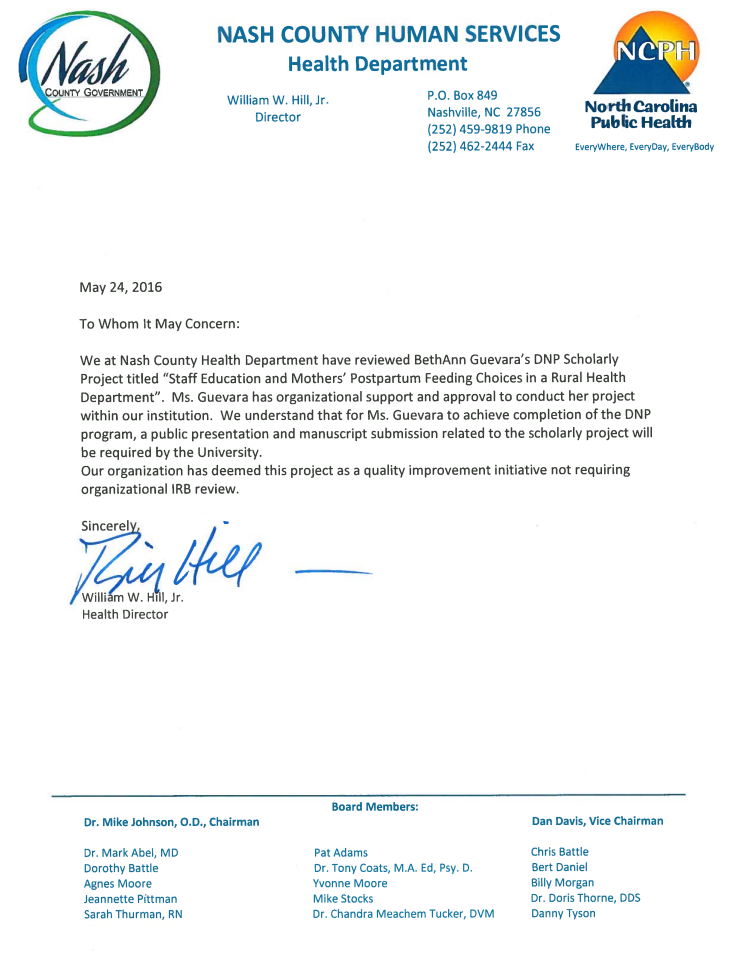 Nash
COUNTY GOVERNMENT
NASH COUNTY HUMAN SERVICES
Health Department
William W. Hill, Jr.
Director
P.O. Box 849
Nashville, NC 27856
(252) 459-9819 Phone
(252) 462-2444 Fax
NCPH
North Carolina
Public Health
EveryWhere, EveryDay, EveryBody
May 24, 2016
To Whom It May Concern:
We at Nash County Health Department have reviewed BethAnn Guevara's DNP Scholarly
Project titled "Staff Education and Mothers' Postpartum Feeding Choices in a Rural Health
Department". Ms. Guevara has organizational support and approval to conduct her project
within our institution. We understand that for Ms. Guevara to achieve completion of the DNP
program, a public presentation and manuscript submission related to the scholarly project will
be required by the University.
Our organization has deemed this project as a quality improvement initiative not requiring
organizational IRB review.
Sincerely,
Bill Hill
William W. Hill, Jr.
Health Director
Board Members:
Dr. Mike Johnson, O.D., Chairman
Dan Davis, Vice Chairman
Dr. Mark Abel, MD
Dorothy Battle
Agnes Moore
Jeannette Pittman
Sarah Thurman, RN
Pat Adams
Dr. Tony Coats, M.A. Ed, Psy. D.
Yvonne Moore
Mike Stocks
Dr. Chandra Meachem Tucker, DVM
Chris Battle
Bert Daniel
Billy Morgan
Dr. Doris Thorne, DDS
Danny Tyson